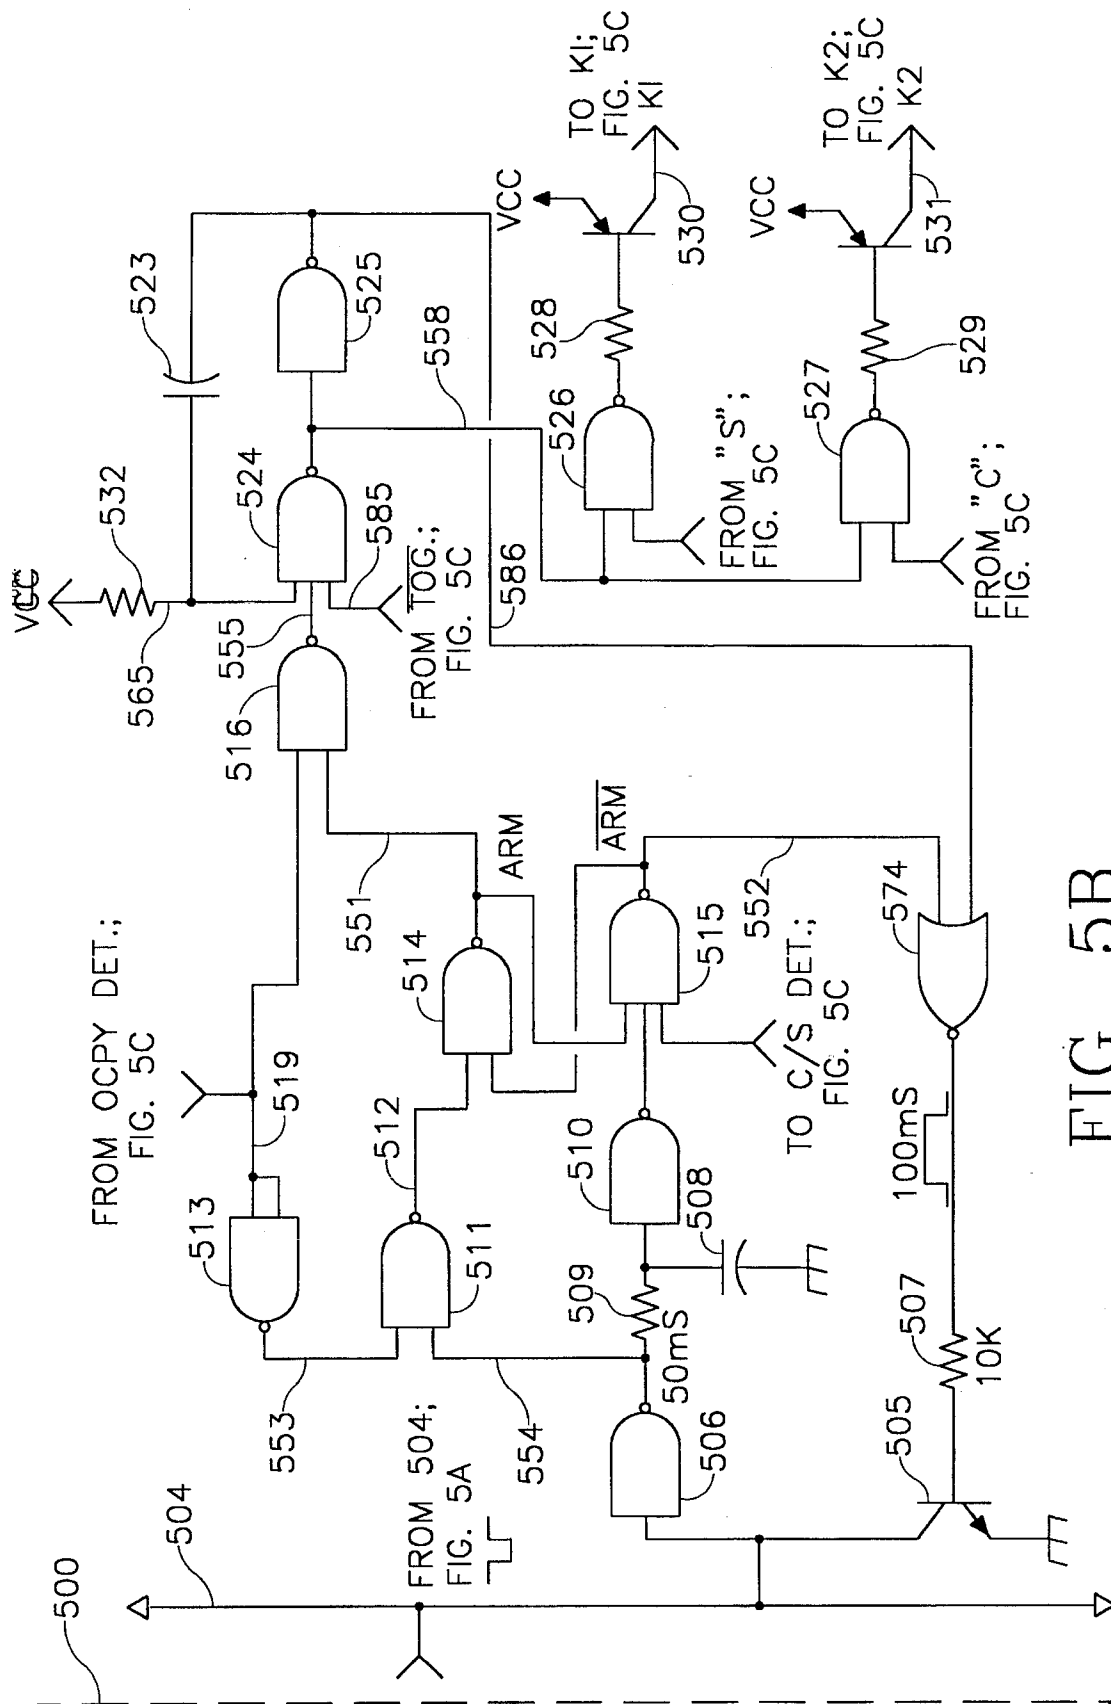 500
504
FROM OCPY DET.;
FIG. 5C
VCC
532
523
513
519
565
553
516
555
524
525
512
551
511
514
FROM 504;
FIG. 5A
554
ARM
FROM TOG.;
FIG. 5C
585
558
586
VCC
TO K1;
FIG. 5C
K1
528
526
530
506
509
50mS
510
508
515
ARM
552
FROM "S";
FIG. 5C
TO C/S DET.;
FIG. 5C
VCC
TO K2;
FIG. 5C
K2
527
529
531
FROM "C";
FIG. 5C
505
507
10K
100mS
574
FIG. 5B